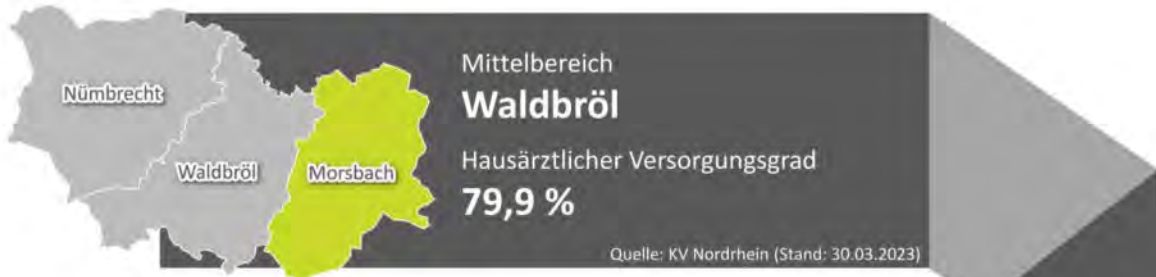 Nümbrecht
Waldbröl
Morsbach
Mittelbereich
Waldbröl
Hausärztlicher Versorgungsgrad
79,9 %
Quelle: KV Nordrhein (Stand: 30.03.2023)